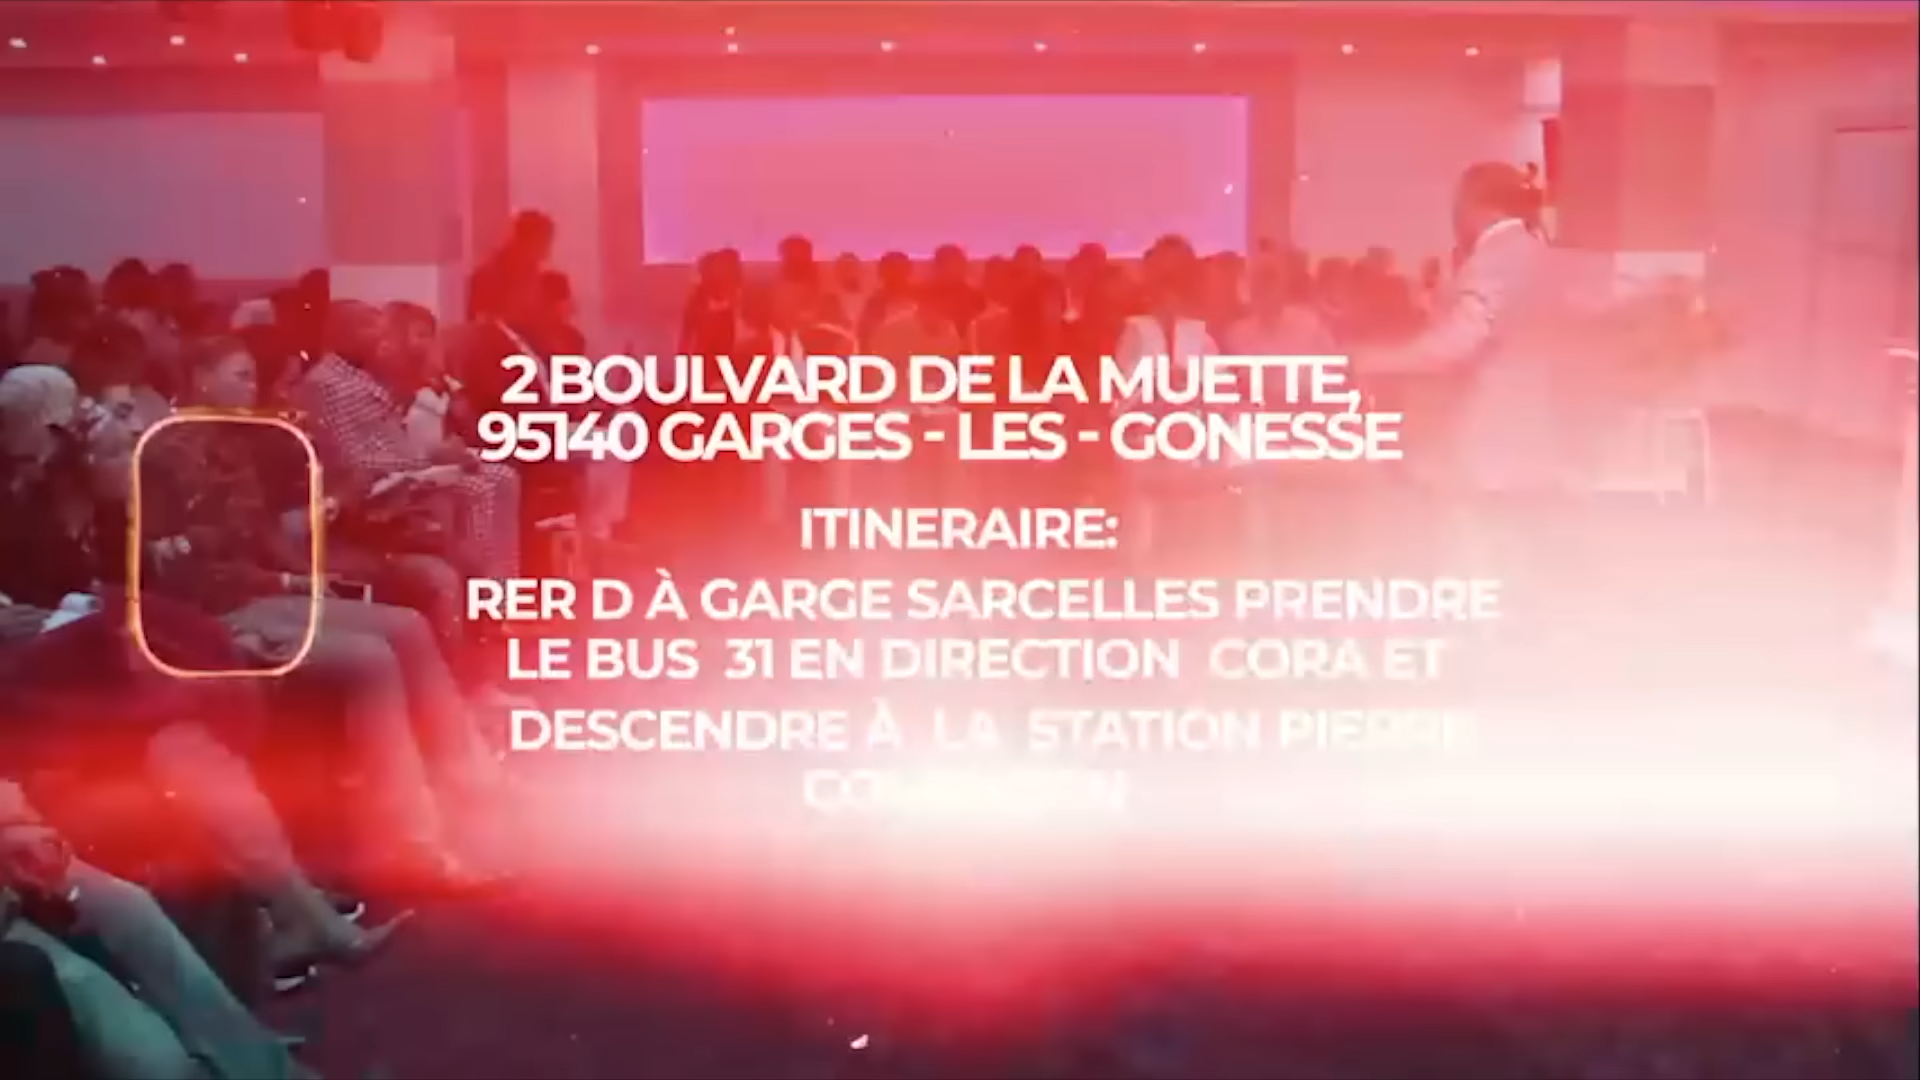 2 BOULVARD DE LA MUETTE,
95140 GARGES - LES - GONESSE
ITINERAIRE:
RER D À GARGE SARCELLES PRENDRE
LE BUS 31 EN DIRECTION CORA ET
DESCENDRE À LA STATION PIERRE